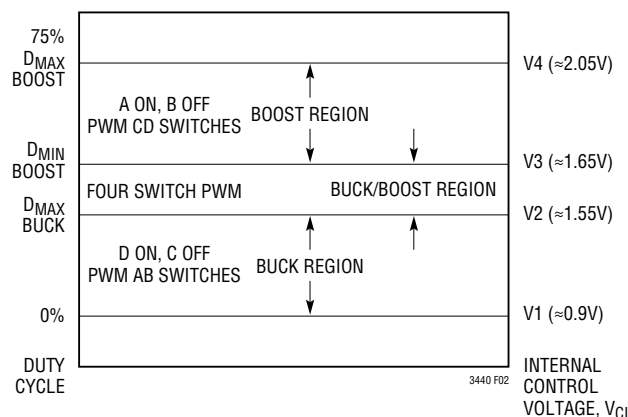 75%
DMAX
BOOST
V4 (≈2.05V)
A ON, B OFF
PWM CD SWITCHES
BOOST REGION
DMIN
BOOST
V3 (≈1.65V)
FOUR SWITCH PWM
BUCK/BOOST REGION
DMAX
BUCK
V2 (≈1.55V)
D ON, C OFF
PWM AB SWITCHES
BUCK REGION
0%
V1 (≈0.9V)
DUTY
CYCLE
3440 F02
INTERNAL
CONTROL
VOLTAGE, VCI